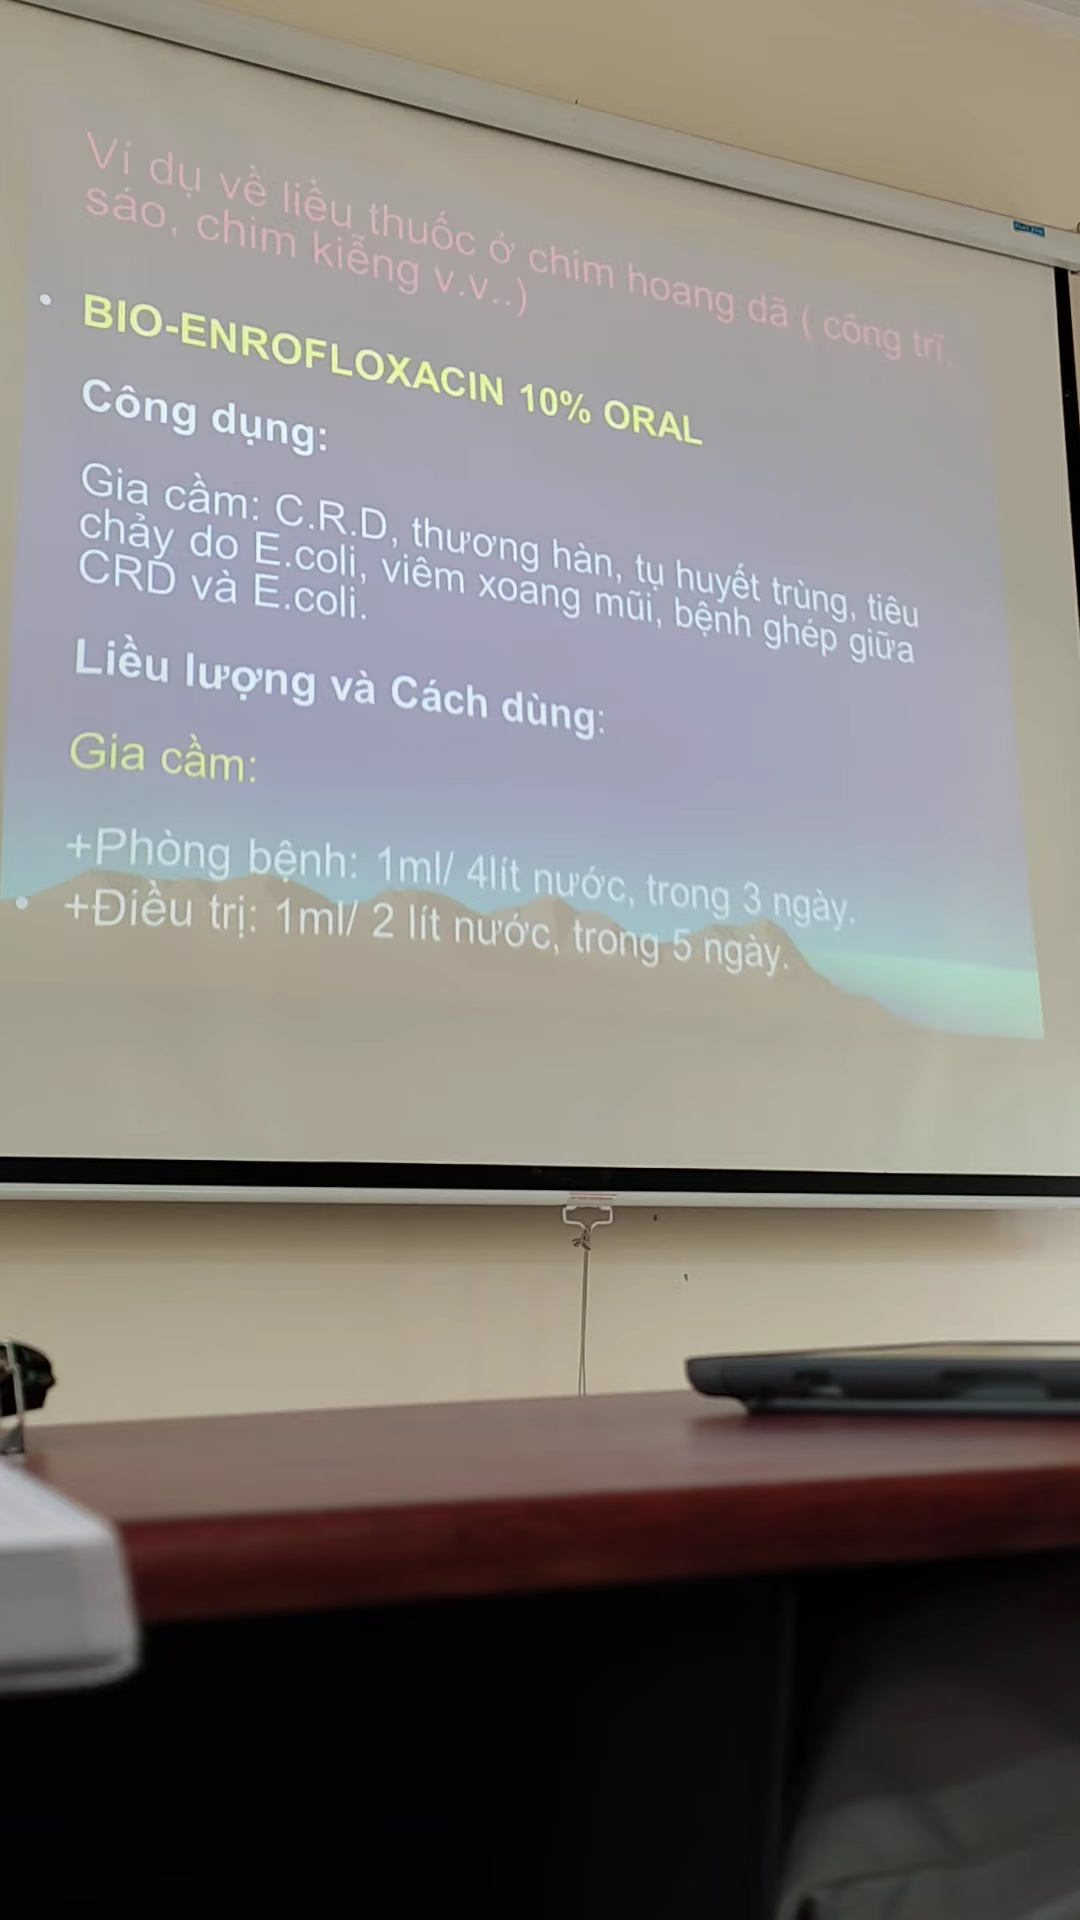 Ví dụ về liều thuốc ở chim hoang dã ( công trĩ,
sáo, chim kiễng v.v..)
• BIO-ENROFLOXACIN 10% ORAL
Công dụng:
Gia cầm: C.R.D, thương hàn, tụ huyết trùng, tiêu
chảy do E.coli, viêm xoang mũi, bệnh ghép giữa
CRD và E.coli.
Liều lượng và Cách dùng:
Gia cầm:
+Phòng bệnh: 1ml/ 4lít nước, trong 3 ngày.
• +Điều trị: 1ml/ 2 lít nước, trong 5 ngày.